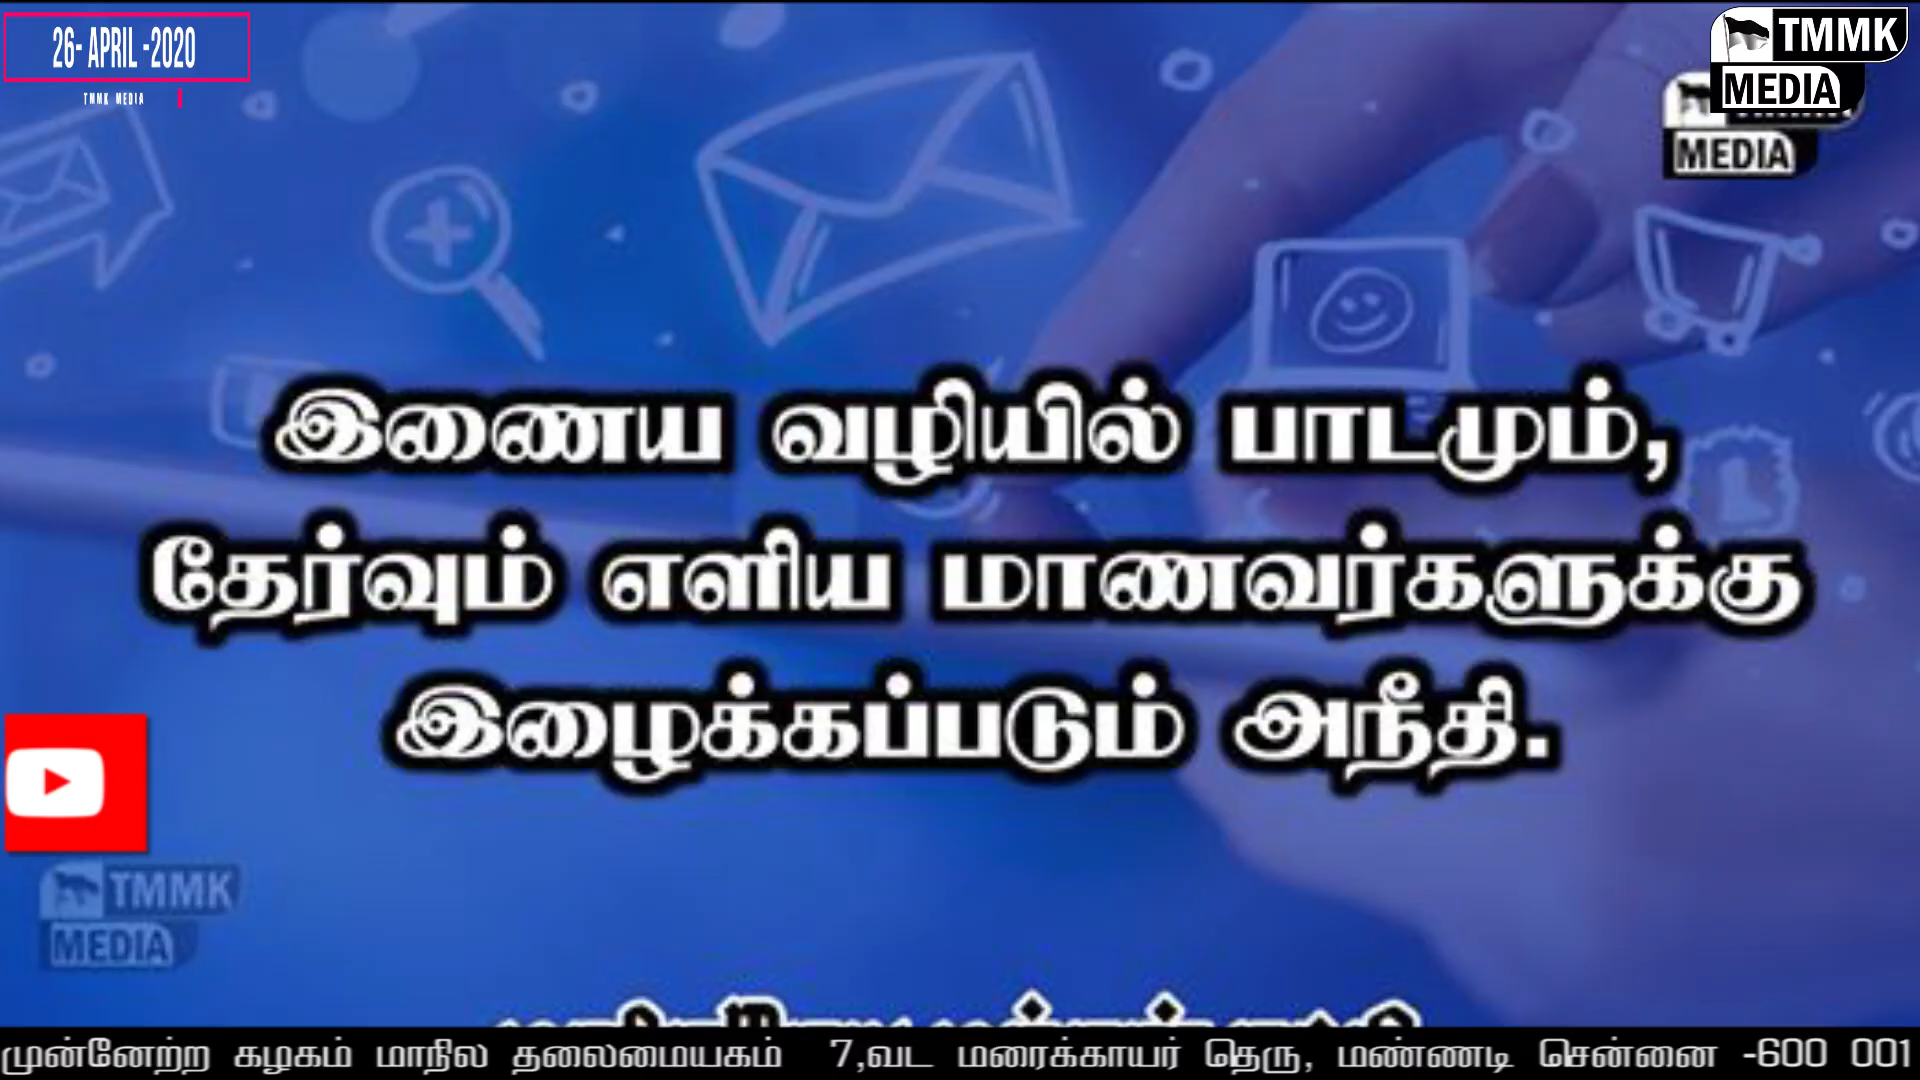 26- APRIL -2020
TMMK MEDIA
TMMK
MEDIA
MEDIA
இணைய வழியில் பாடமும்,
தேர்வும் எளிய மாணவர்களுக்கு
இழைக்கப்படும் அநீதி.
TMMK
MEDIA
முன்னேற்ற கழகம் மாநில தலைமையகம் 7,வட மரைக்காயர் தெரு, மண்ணடி சென்னை -600 001